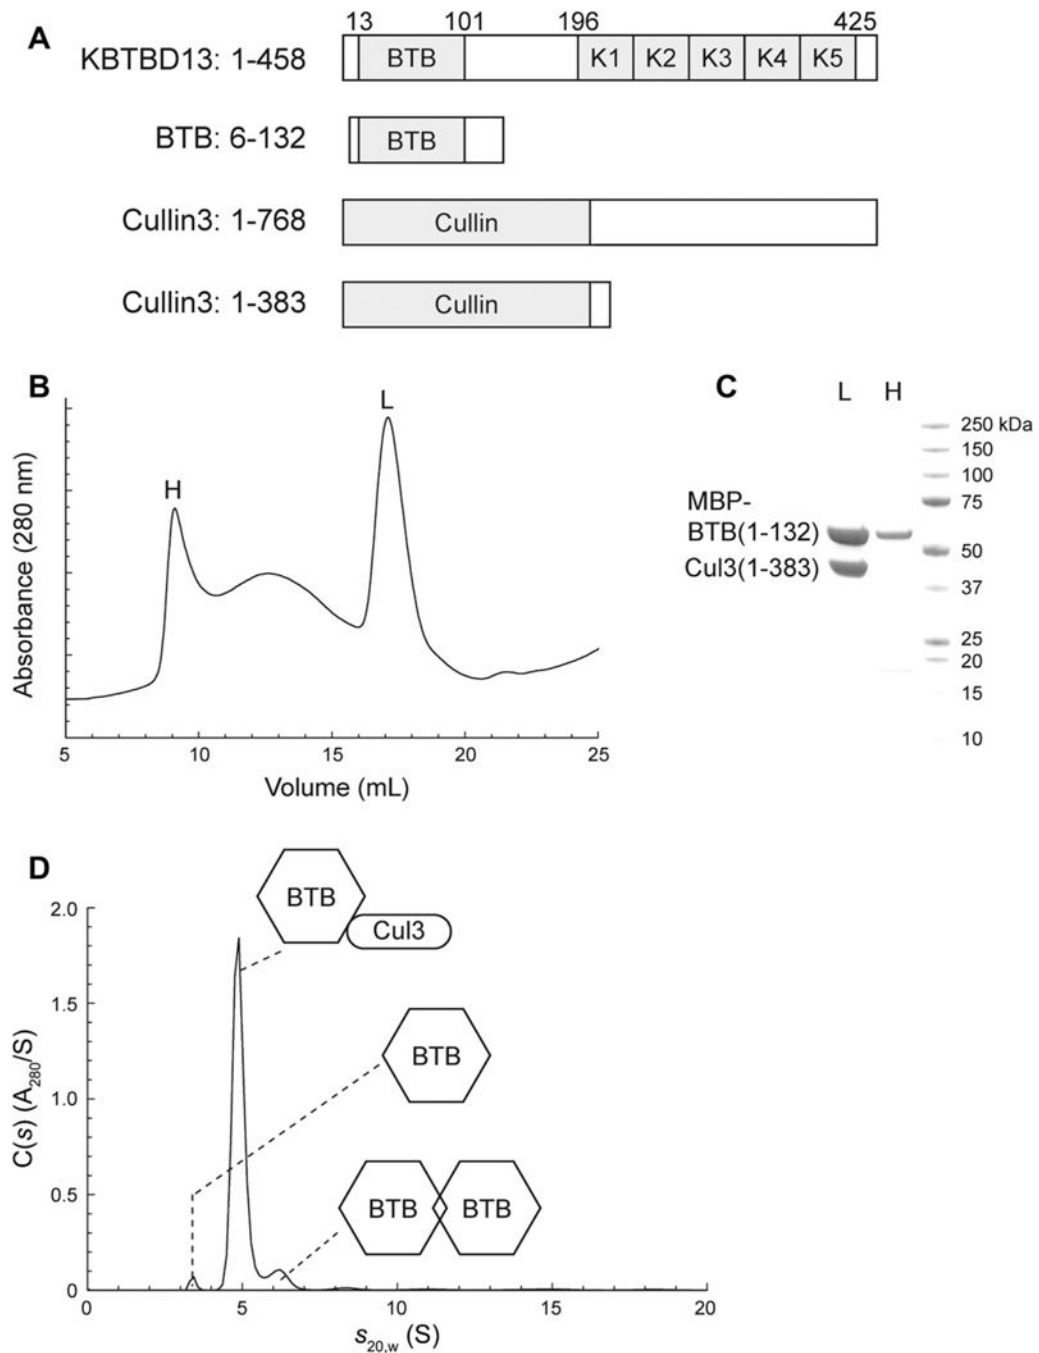 A
13 101 196 425
KBTBD13: 1-458 BTB K1 K2 K3 K4 K5
BTB: 6-132 BTB
Cullin3: 1-768 Cullin
Cullin3: 1-383 Cullin
B
Absorbance (280 nm)
H
L
5 10 15 20 25
Volume (mL)
C
L H
250 kDa
150
100
75
50
37
25
20
15
10
MBP-
BTB(1-132)
Cul3(1-383)
D
C(s) (A280/S)
2.0
1.5
1.0
0.5
0
BTB
Cul3
BTB
BTB BTB
0 5 10 15 20
s20,w (S)